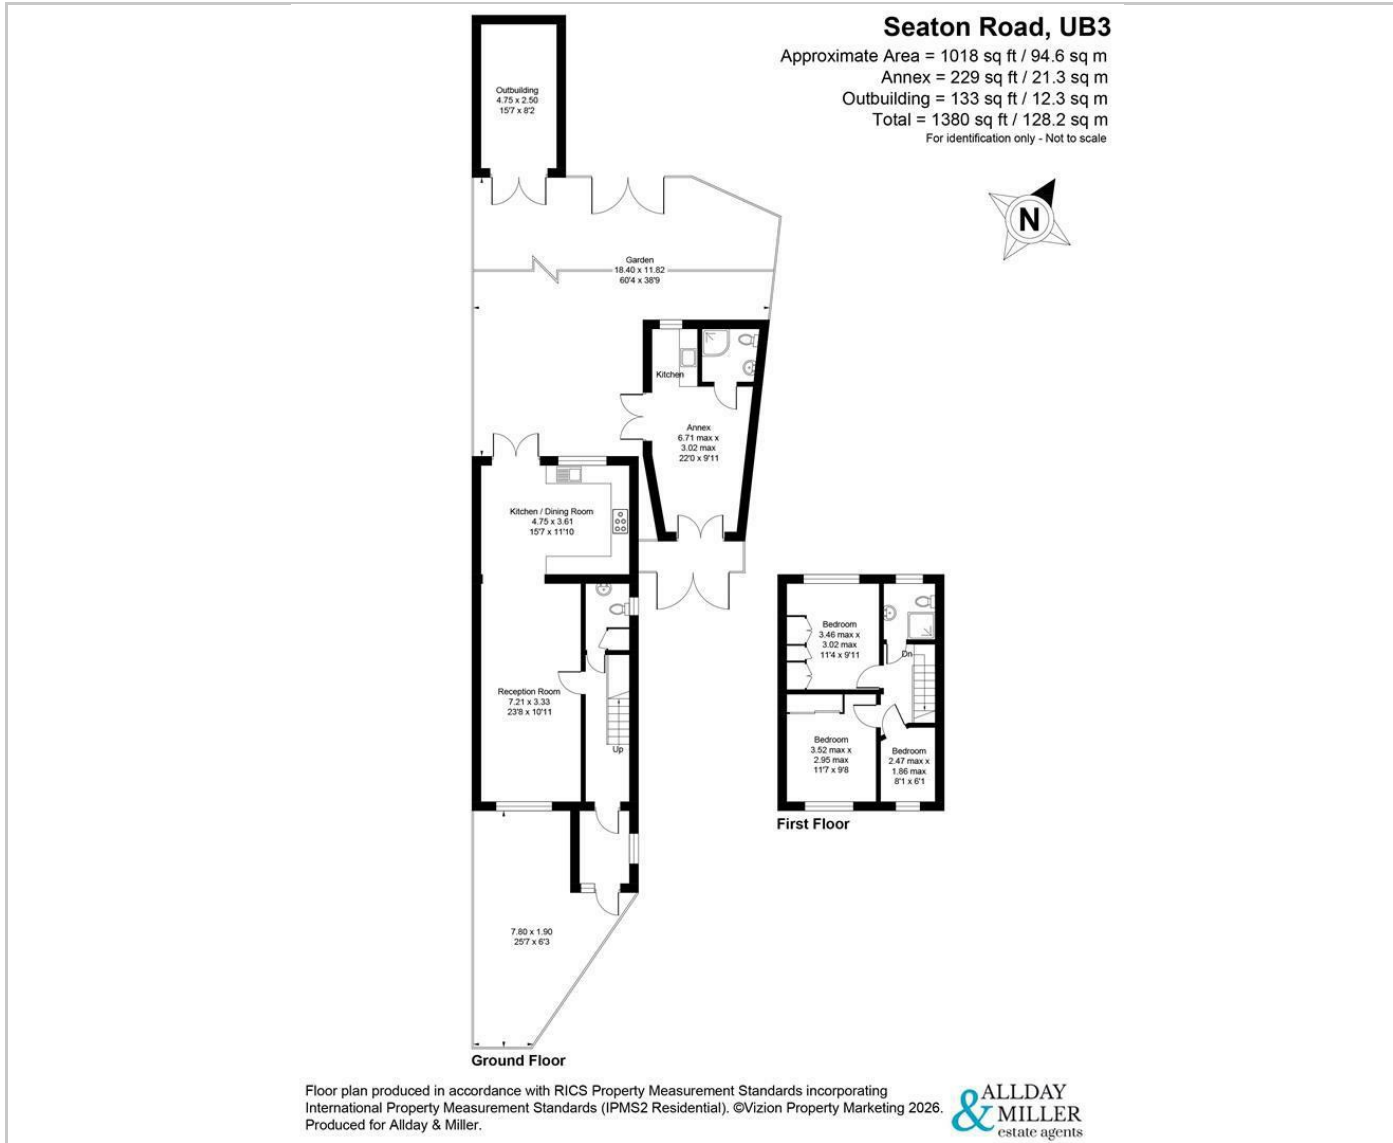 Seaton Road, UB3
Approximate Area = 1018 sq ft / 94.6 sq m
Annex = 229 sq ft / 21.3 sq m
Outbuilding = 133 sq ft / 12.3 sq m
Total = 1380 sq ft / 128.2 sq m
For identification only - Not to scale
N
Outbuilding
4.75 x 2.50
15'7 x 8'2
Garden
18.40 x 11.82
60'4 x 38'9
Kitchen
Annex
6.71 max x
3.02 max
22'0 x 9'11
Kitchen / Dining Room
4.75 x 3.61
15'7 x 11'10
Reception Room
7.21 x 3.33
23'8 x 10'11
Up
7.80 x 1.90
25'7 x 6'3
Ground Floor
Bedroom
3.46 max x
3.02 max
11'4 x 9'11
Dn
Bedroom
3.52 max x
2.95 max
11'7 x 9'8
Bedroom
2.47 max x
1.86 max
8'1 x 6'1
First Floor
Floor plan produced in accordance with RICS Property Measurement Standards incorporating
International Property Measurement Standards (IPMS2 Residential). ©Vizion Property Marketing 2026.
Produced for Allday & Miller.
ALLDAY
& MILLER
estate agents